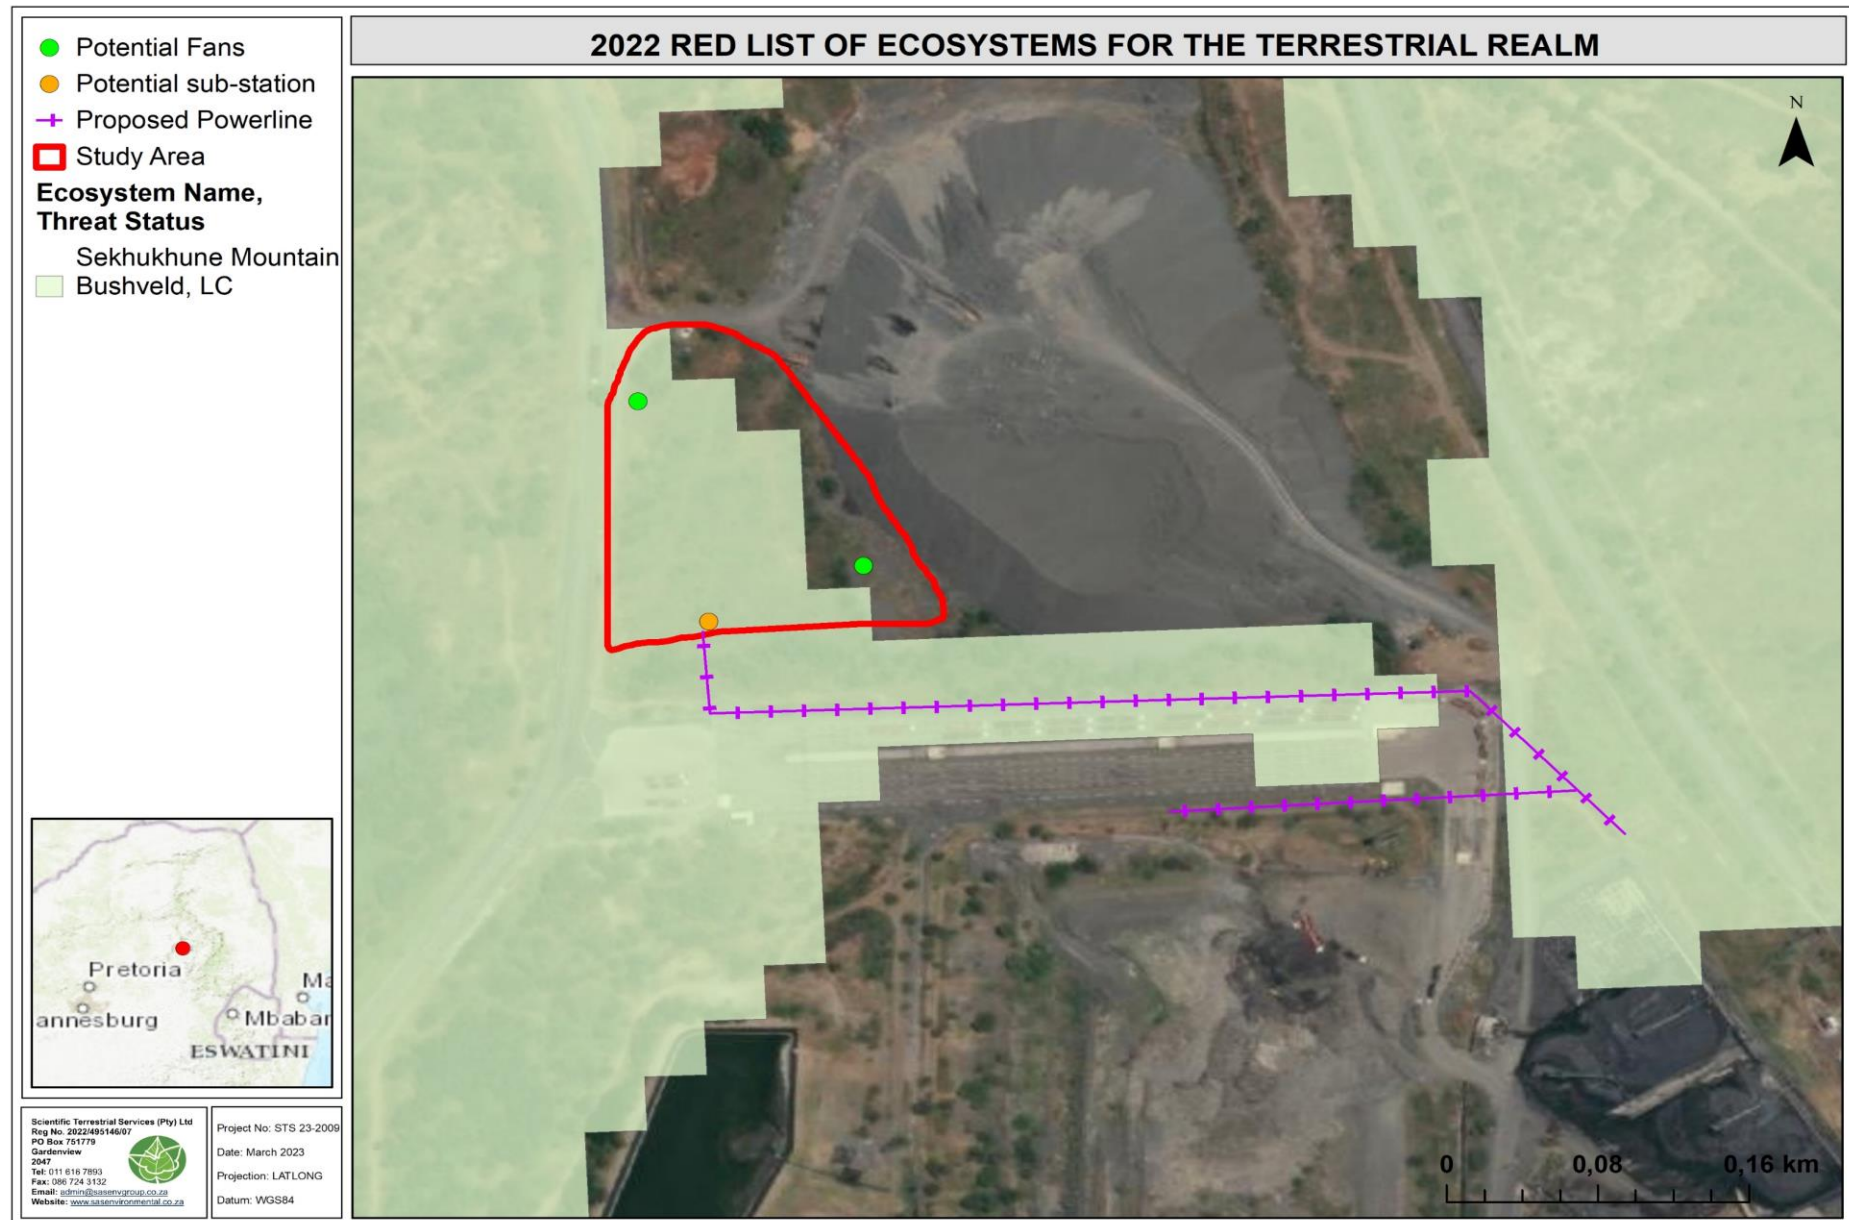 2022 RED LIST OF ECOSYSTEMS FOR THE TERRESTRIAL REALM
Potential Fans
Potential sub-station
Proposed Powerline
Study Area
Ecosystem Name,
Threat Status
Sekhukhune Mountain
Bushveld, LC
N
Pretoria
Ma
annesburg
Mbabar
ESWATINI
Scientific Terrestrial Services (Pty) Ltd
Reg No. 2022/495146/07
PO Box 751779
Gardenview
2047
Tel: 011 616 7893
Fax: 086 724 3132
Email: admin@sasenvgroup.co.za
Website: www.sasenvironmental.co.za
Project No: STS 23-2009
Date: March 2023
Projection: LATLONG
Datum: WGS84
0 0,08 0,16 km